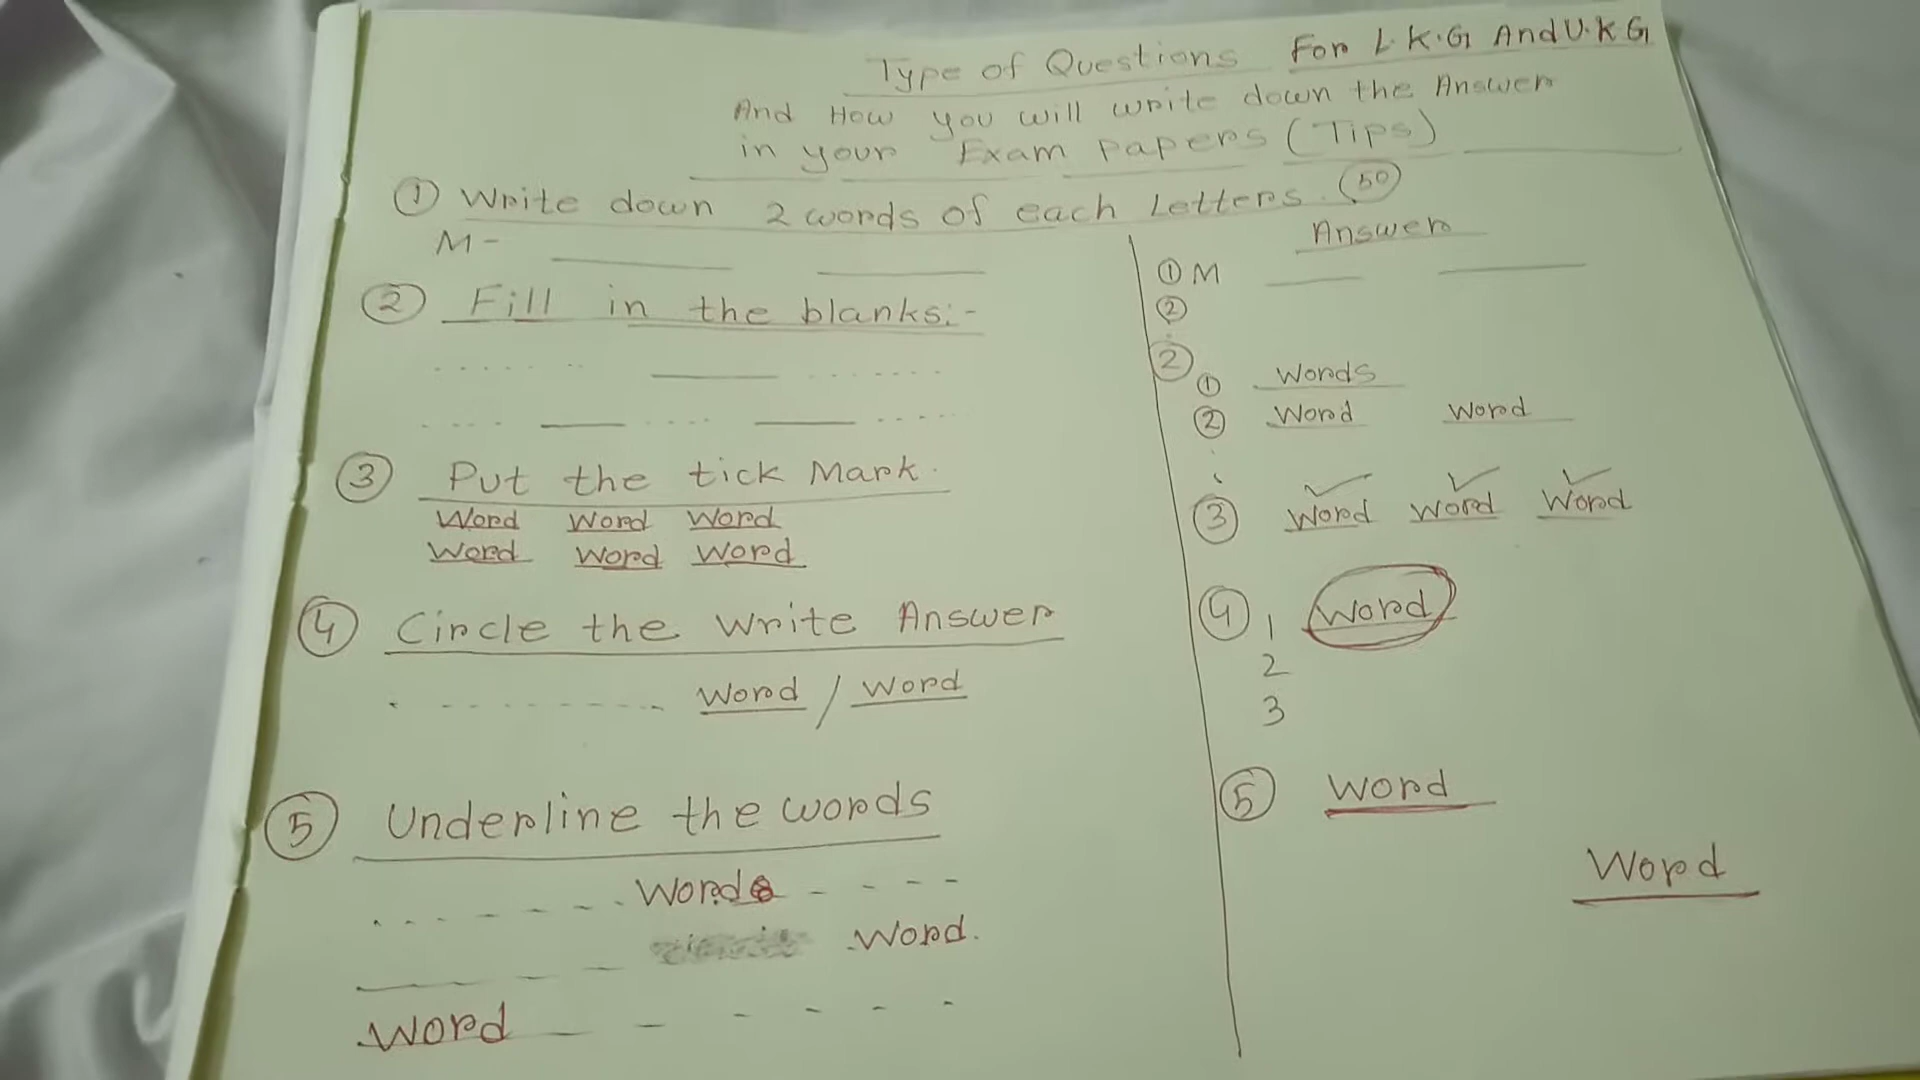 Type of Questions For L.K.G And U.K G
And How you will write down the Answer
in your Exam papers (Tips)
① Write down 2 words of each Letters. 50
M -
② Fill in the blanks:-
③ Put the tick Mark.
Word Word Word
Word Word Word
④ Circle the Write Answer
Word / Word
⑤ Underline the words
Words
Word.
Word
Answer
① M
②
②
① Words
② Word Word
③ Word Word Word
④ 1 Word
2
3
⑤ Word
Word